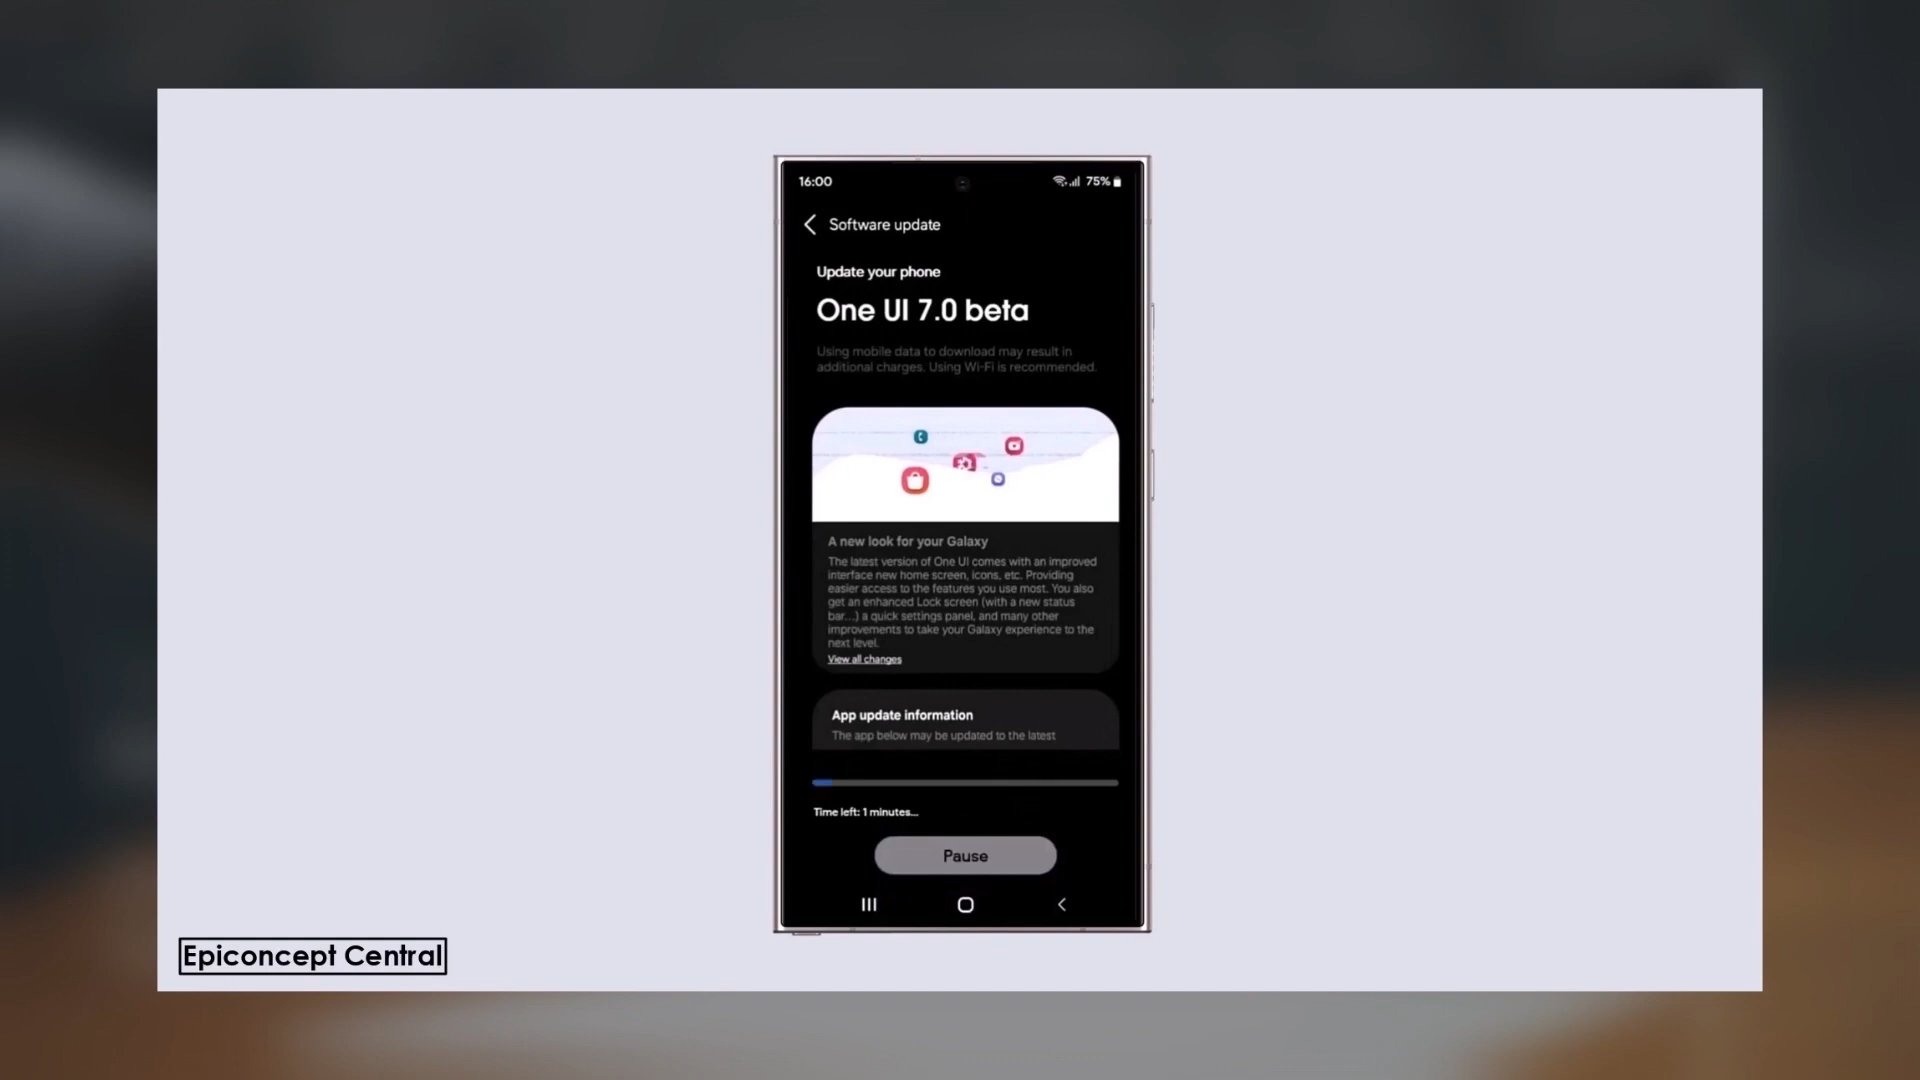 16:00
75%
Software update
Update your phone
One UI 7.0 beta
Using mobile data to download may result in
additional charges. Using Wi-Fi is recommended.
A new look for your Galaxy
The latest version of One UI comes with an improved
interface new home screen, icons, etc. Providing
easier access to the features you use most. You also
get an enhanced Lock screen (with a new status
bar...) a quick settings panel, and many other
improvements to take your Galaxy experience to the
next level.
View all changes
App update information
The app below may be updated to the latest
Time left: 1 minutes...
Pause
Epiconcept Central